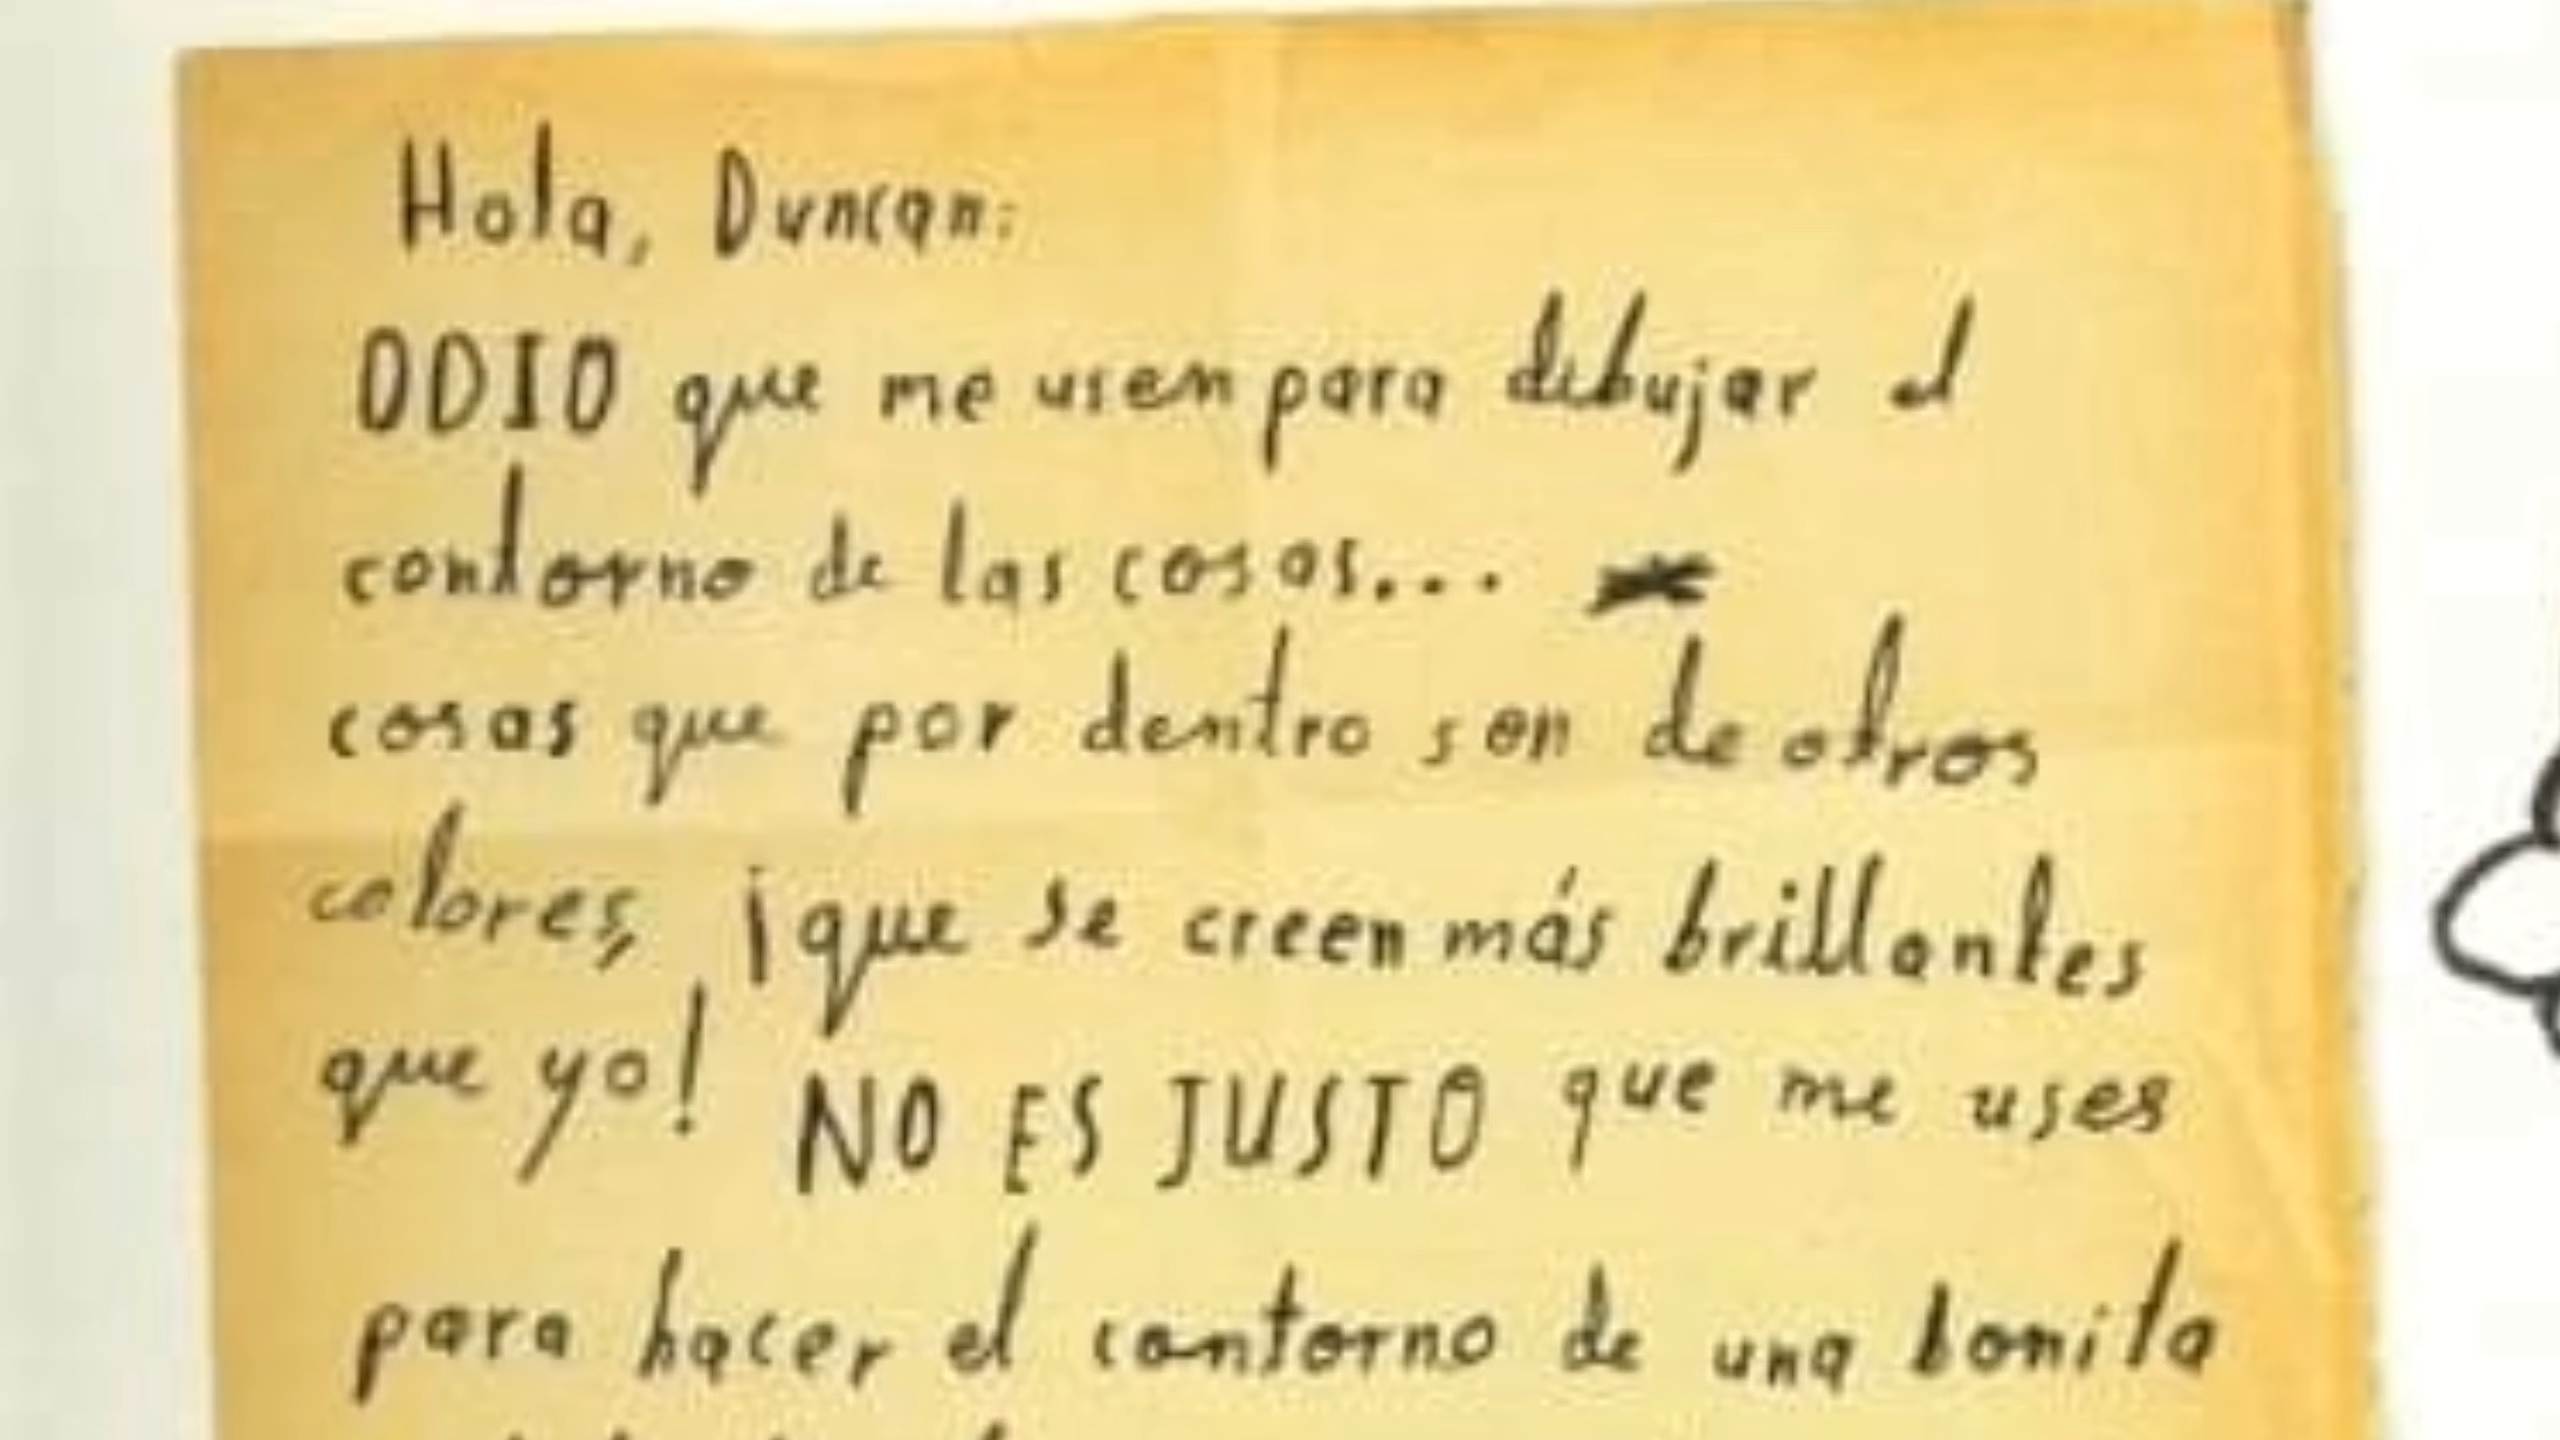 Hola, Duncan:
ODIO que me usen para dibujar el
contorno de las cosas...
cosas que por dentro son de otros
colores, ¡que se creen más brillantes
que yo! NO ES JUSTO que me uses
para hacer el contorno de una bonita